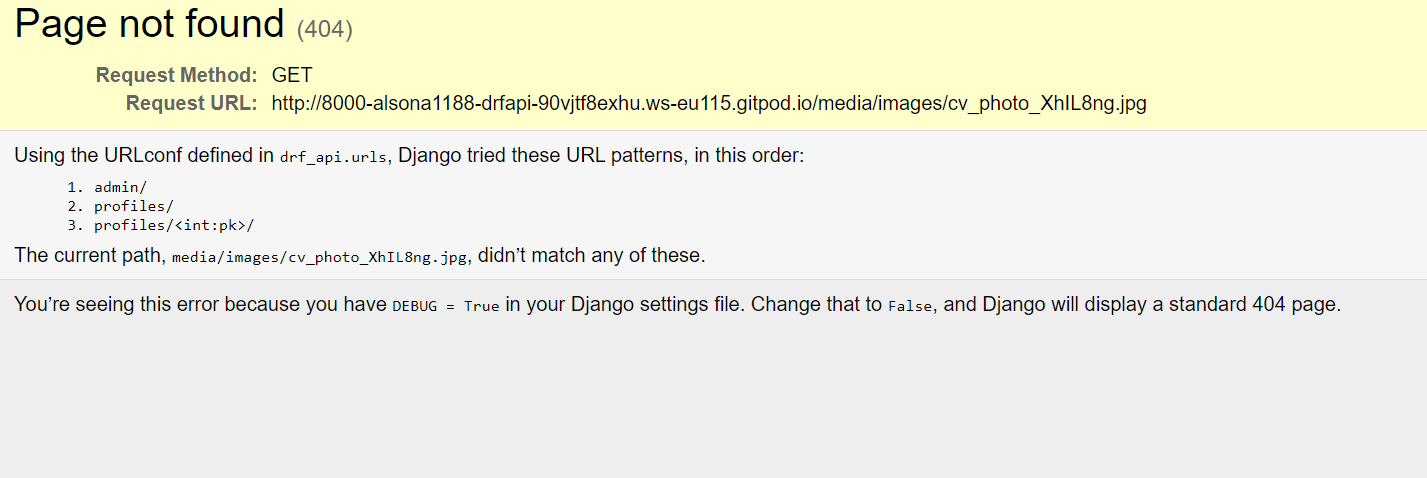 Page not found (404)
Request Method: GET
Request URL: http://8000-alsona1188-drfapi-90vjtf8exhu.ws-eu115.gitpod.io/media/images/cv_photo_XhIL8ng.jpg
Using the URLconf defined in drf_api.urls, Django tried these URL patterns, in this order:
1. admin/
2. profiles/
3. profiles/<int:pk>/
The current path, media/images/cv_photo_XhIL8ng.jpg, didn’t match any of these.
You’re seeing this error because you have DEBUG = True in your Django settings file. Change that to False, and Django will display a standard 404 page.